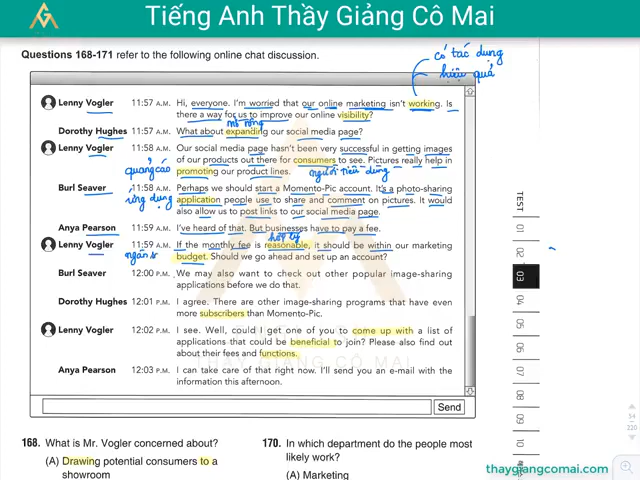 Tiếng Anh Thầy Giảng Cô Mai
AG
Questions 168-171 refer to the following online chat discussion.
có tác dụng
hiệu quả
Lenny Vogler 11:57 A.M. Hi, everyone. I'm worried that our online marketing isn't working. Is
there a way for us to improve our online visibility?
mở rộng
Dorothy Hughes 11:57 A.M. What about expanding our social media page?
Lenny Vogler 11:58 A.M. Our social media page hasn't been very successful in getting images
of our products out there for consumers to see. Pictures really help in
quảng cáo promoting our product lines. người tiêu dùng
Burl Seaver 11:58 A.M. Perhaps we should start a Momento-Pic account. It's a photo-sharing
ứng dụng application people use to share and comment on pictures. It would
also allow us to post links to our social media page.
Anya Pearson 11:59 A.M. I've heard of that. But businesses have to pay a fee.
hợp lý
Lenny Vogler 11:59 A.M. If the monthly fee is reasonable, it should be within our marketing
ngân s budget. Should we go ahead and set up an account?
Burl Seaver 12:00 P.M. We may also want to check out other popular image-sharing
applications before we do that.
Dorothy Hughes 12:01 P.M. I agree. There are other image-sharing programs that have even
more subscribers than Momento-Pic.
Lenny Vogler 12:02 P.M. I see. Well, could I get one of you to come up with a list of
applications that could be beneficial to join? Please also find out
about their fees and functions.
THẦY GIẢNG CÔ MAI
Anya Pearson 12:03 P.M. I can take care of that right now. I'll send you an e-mail with the
information this afternoon.
Send
168. What is Mr. Vogler concerned about?
(A) Drawing potential consumers to a
showroom
170. In which department do the people most
likely work?
(A) Marketing
TEST
01
02
03
04
05
06
07
08
09
10
54
220
thaygiangcomai.com